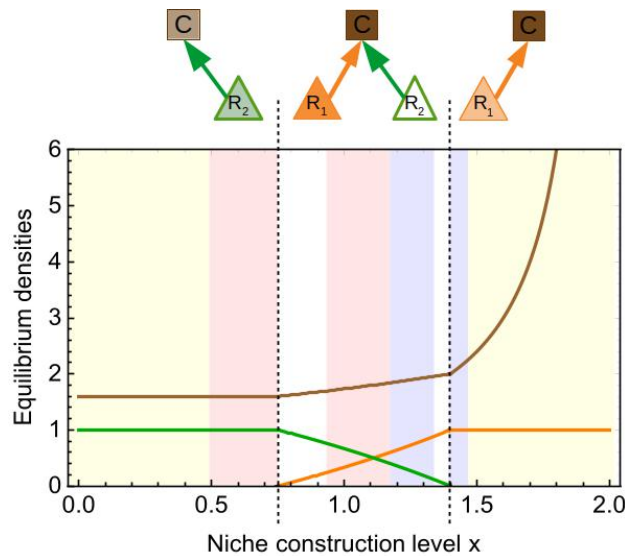 C C C
R2 R1 R2 R1
Equilibrium densities
6
5
4
3
2
1
0
0.0 0.5 1.0 1.5 2.0
Niche construction level x